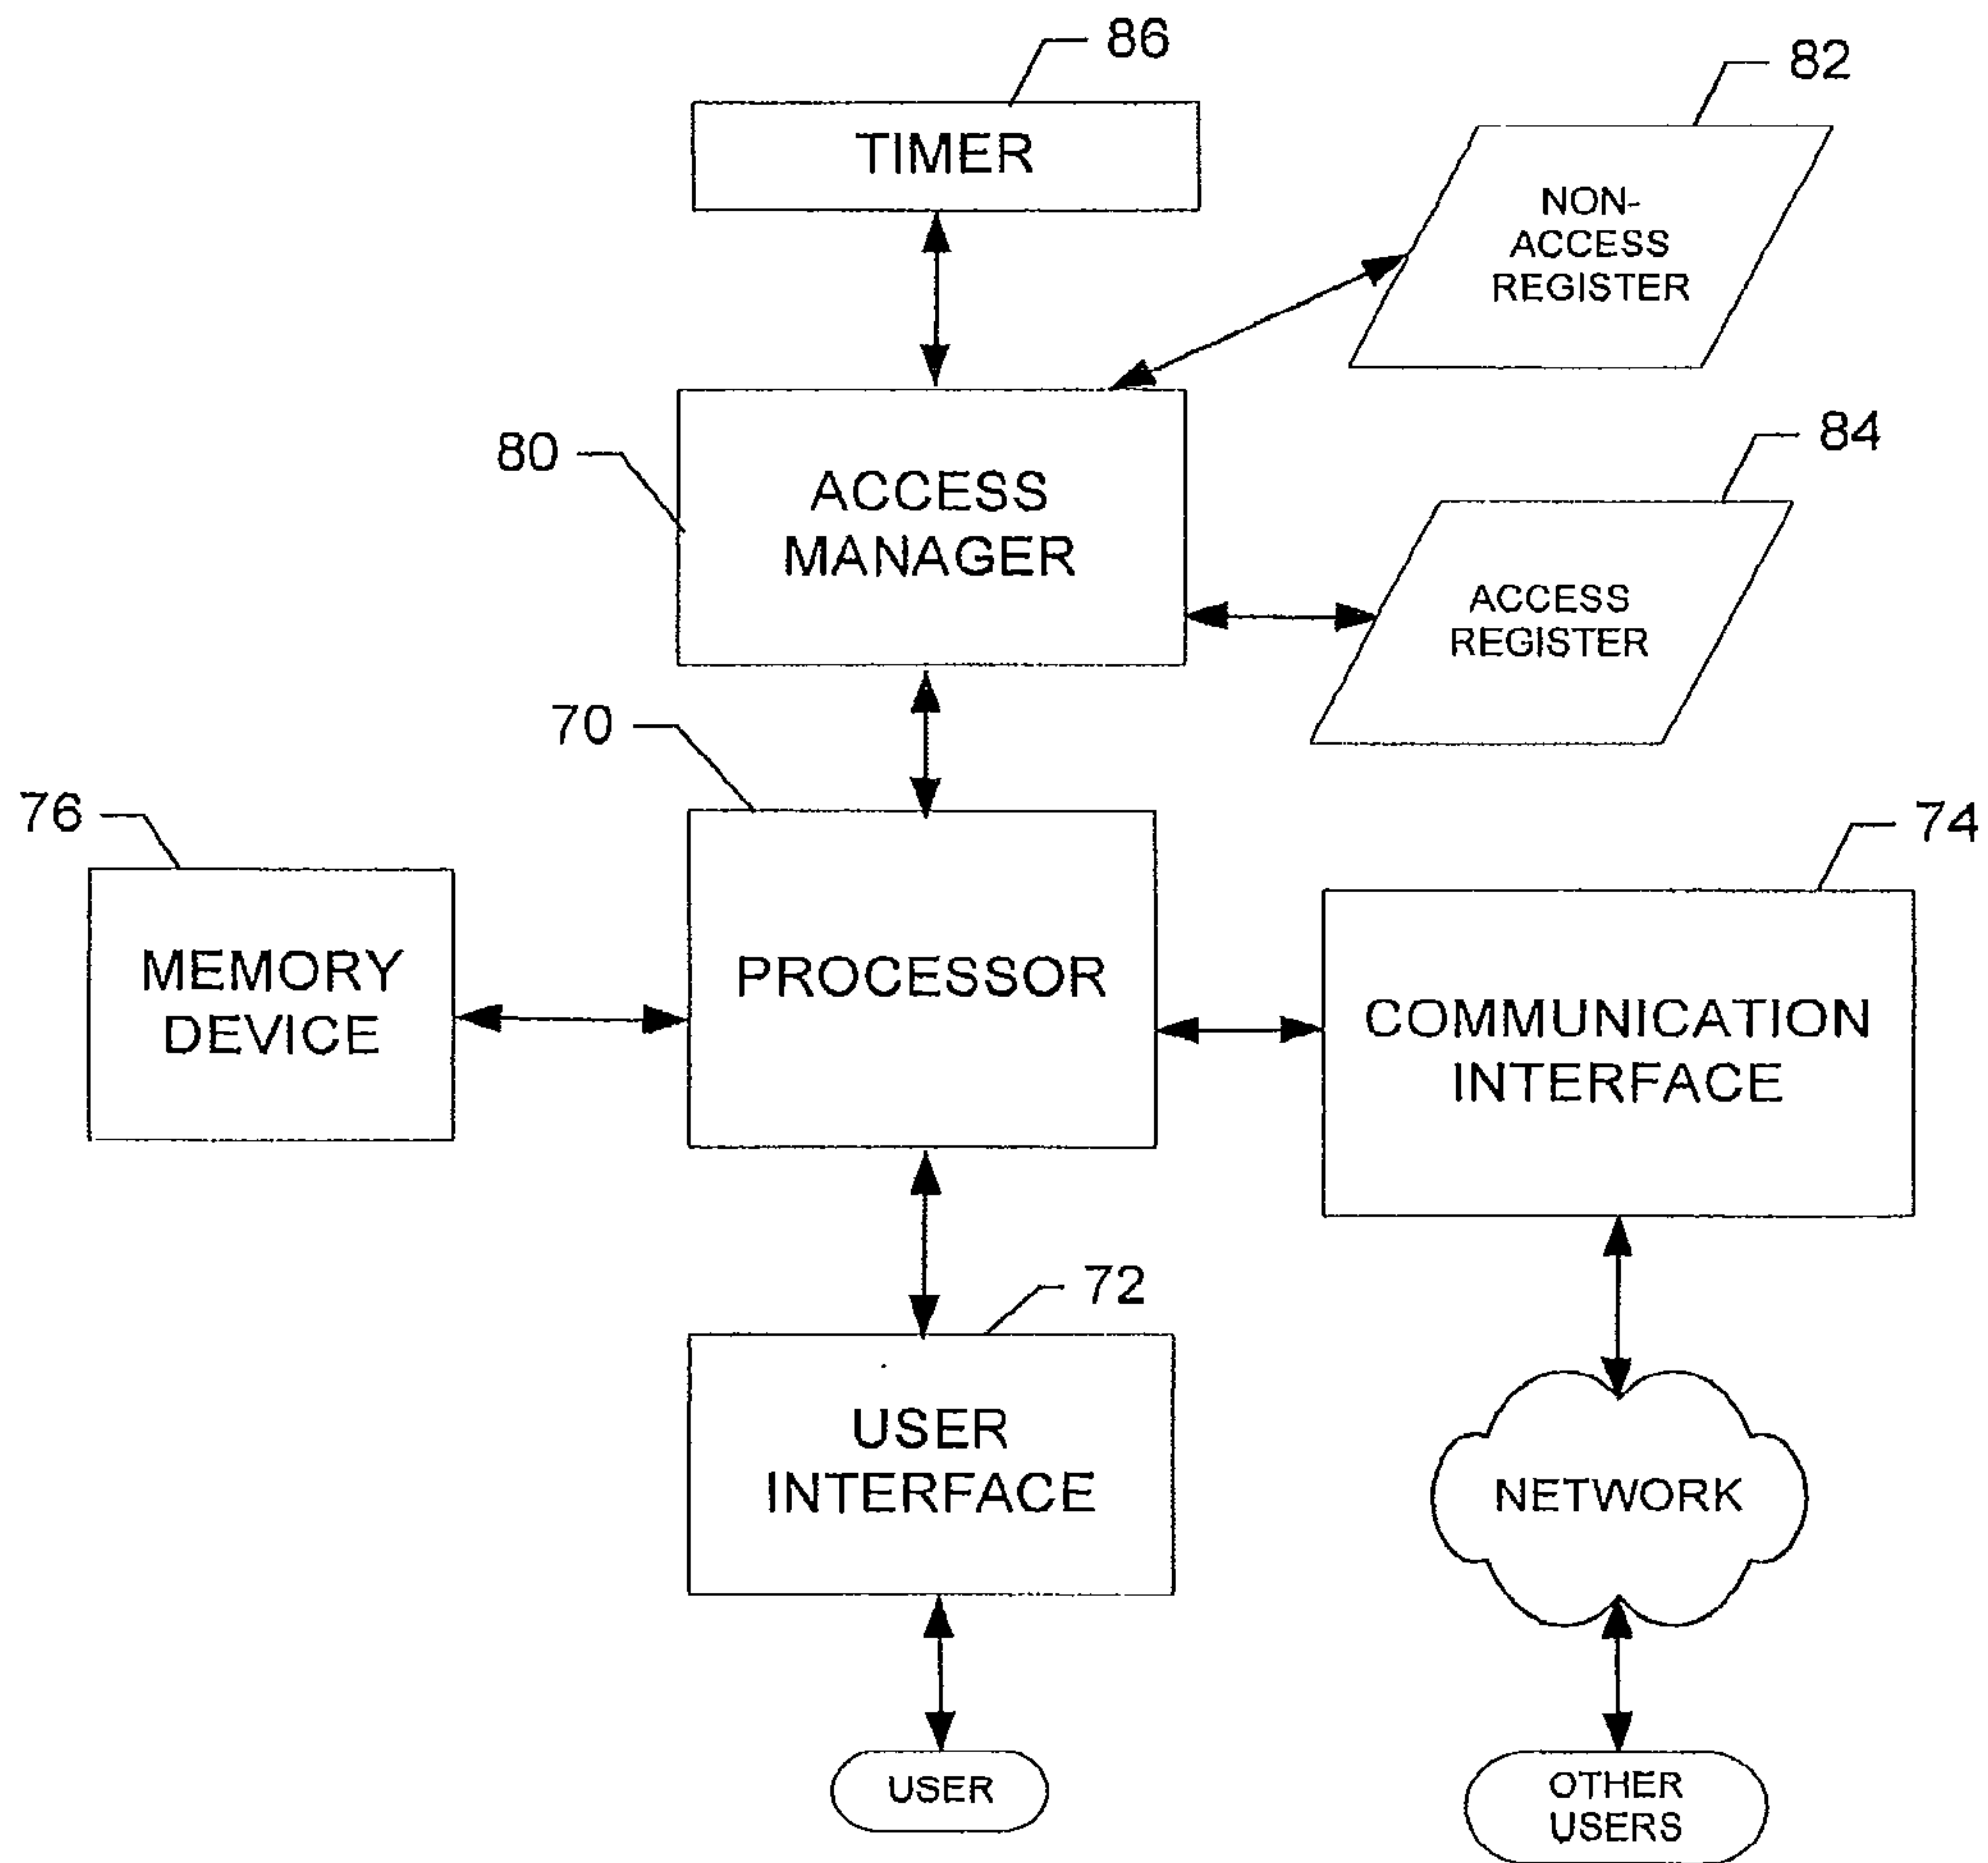 86
82
TIMER
NON-
ACCESS
REGISTER
84
80
ACCESS
MANAGER
ACCESS
REGISTER
70
76
74
MEMORY
DEVICE
PROCESSOR
COMMUNICATION
INTERFACE
72
USER
INTERFACE
NETWORK
USER
OTHER
USERS